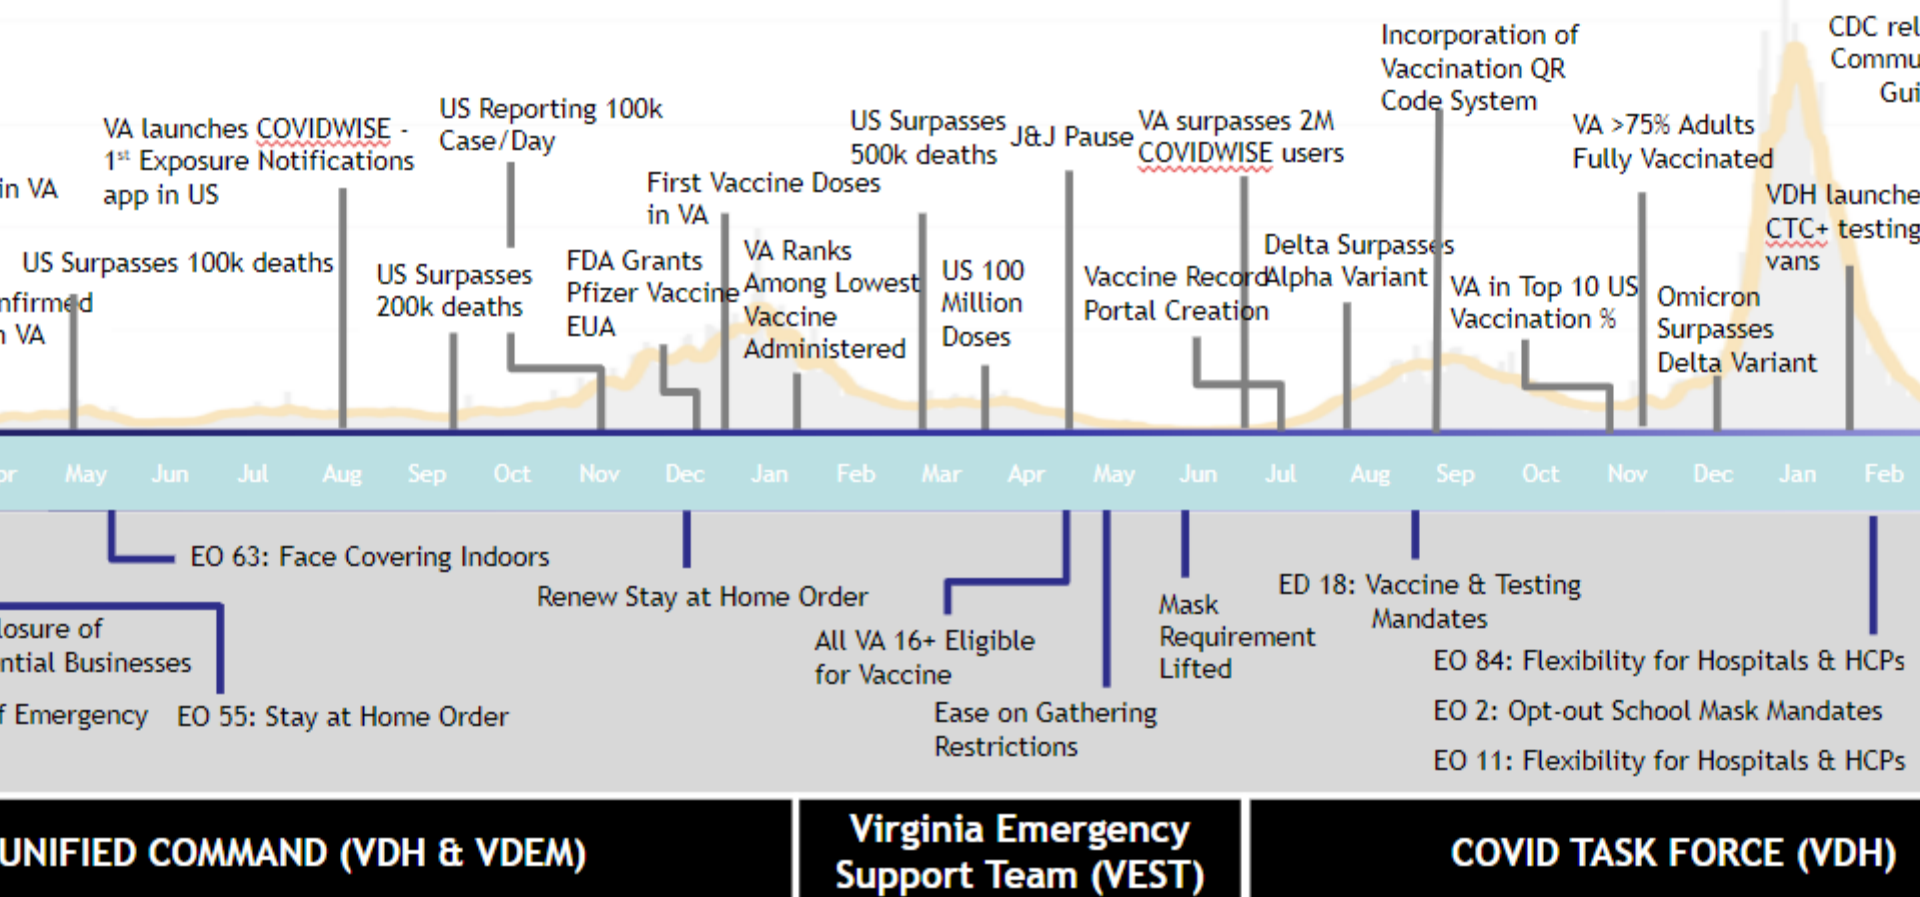 Incorporation of
Vaccination QR
Code System
CDC rel
Commu
Gui
US Reporting 100k
Case/Day
VA launches COVIDWISE -
1st Exposure Notifications
app in US
US Surpasses
500k deaths
J&J Pause
VA surpasses 2M
COVIDWISE users
VA >75% Adults
Fully Vaccinated
in VA
First Vaccine Doses
in VA
VDH launche
CTC+ testing
vans
US Surpasses 100k deaths
nfirmed
n VA
US Surpasses
200k deaths
FDA Grants
Pfizer Vaccine
EUA
VA Ranks
Among Lowest
Vaccine
Administered
US 100
Million
Doses
Vaccine Record
Portal Creation
Delta Surpasses
Alpha Variant
VA in Top 10 US
Vaccination %
Omicron
Surpasses
Delta Variant
pr May Jun Jul Aug Sep Oct Nov Dec Jan Feb Mar Apr May Jun Jul Aug Sep Oct Nov Dec Jan Feb
EO 63: Face Covering Indoors
Renew Stay at Home Order
losure of
ntial Businesses
f Emergency
EO 55: Stay at Home Order
All VA 16+ Eligible
for Vaccine
Ease on Gathering
Restrictions
Mask
Requirement
Lifted
ED 18: Vaccine & Testing
Mandates
EO 84: Flexibility for Hospitals & HCPs
EO 2: Opt-out School Mask Mandates
EO 11: Flexibility for Hospitals & HCPs
UNIFIED COMMAND (VDH & VDEM)
Virginia Emergency
Support Team (VEST)
COVID TASK FORCE (VDH)